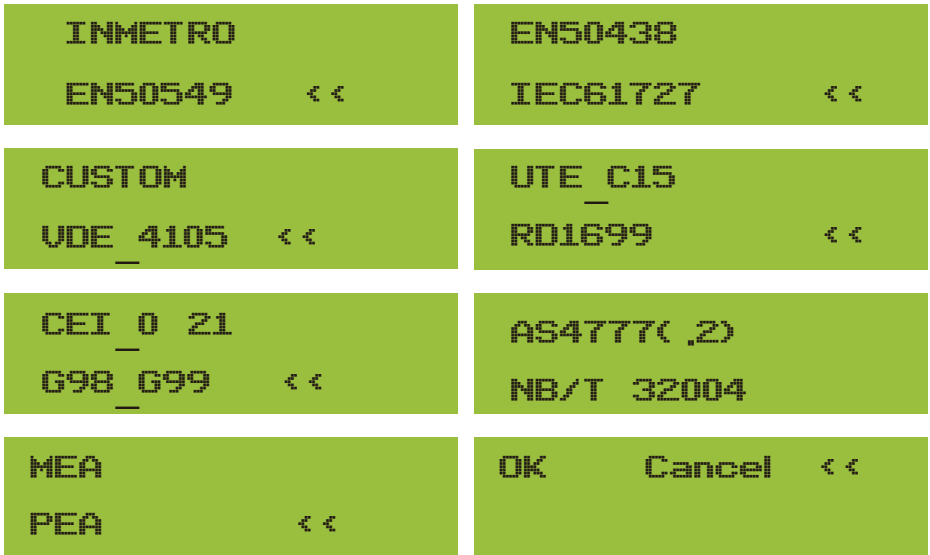 INMETRO
EN50549 <<
EN50438
IEC61727 <<
CUSTOM
VDE_4105 <<
UTE_C15
RD1699 <<
CEI_0 21
G98_G99 <<
AS4777( .2)
NB/T 32004
MEA
PEA <<
OK Cancel <<